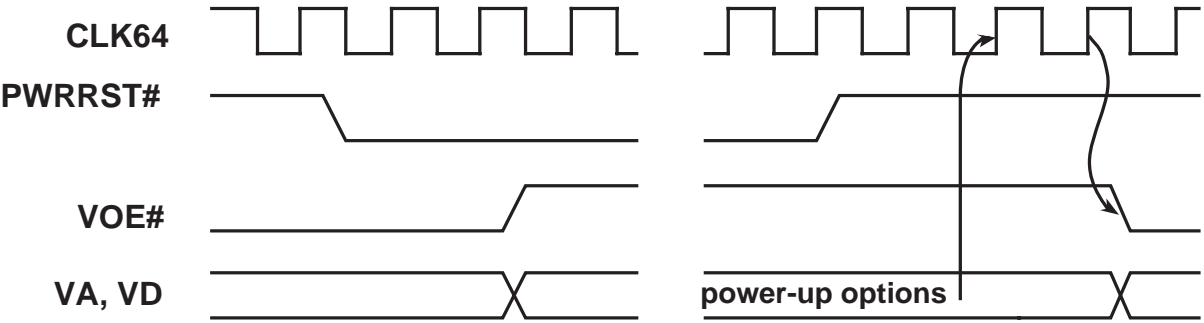 CLK64
PWRRST#
VOE#
VA, VD
power-up options